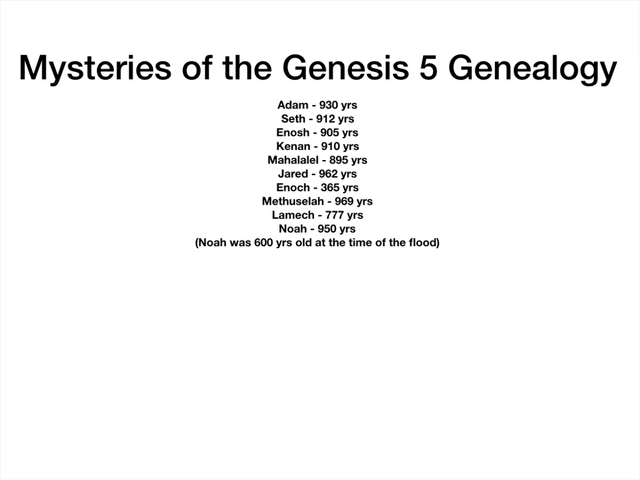 Mysteries of the Genesis 5 Genealogy
Adam - 930 yrs
Seth - 912 yrs
Enosh - 905 yrs
Kenan - 910 yrs
Mahalalel - 895 yrs
Jared - 962 yrs
Enoch - 365 yrs
Methuselah - 969 yrs
Lamech - 777 yrs
Noah - 950 yrs
(Noah was 600 yrs old at the time of the flood)